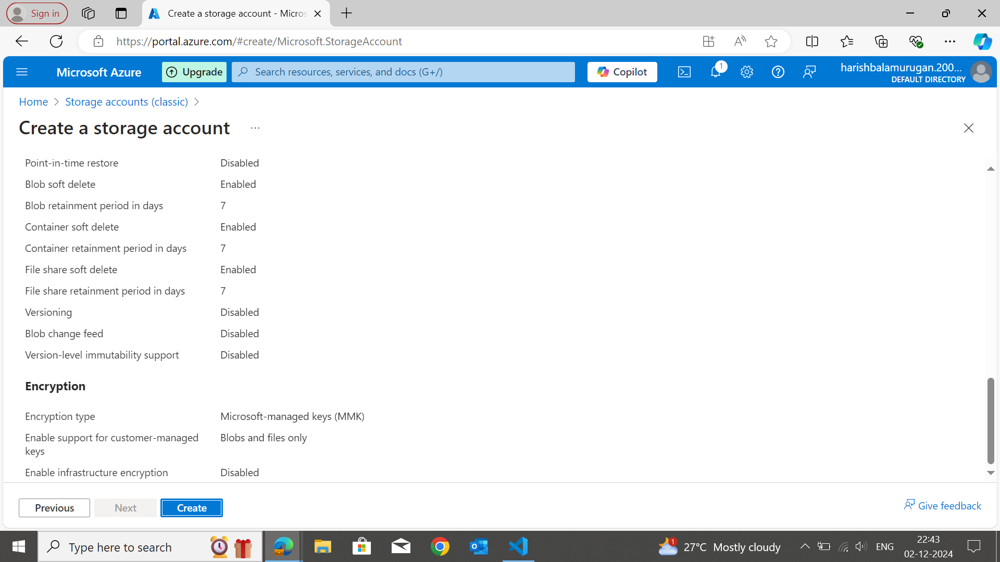 Sign in
Create a storage account - Micros
https://portal.azure.com/#create/Microsoft.StorageAccount
Microsoft Azure
Upgrade
Search resources, services, and docs (G+/)
Copilot
1
harishbalamurugan.200...
DEFAULT DIRECTORY
Home
Storage accounts (classic)
Create a storage account
...
Point-in-time restore Disabled
Blob soft delete Enabled
Blob retainment period in days 7
Container soft delete Enabled
Container retainment period in days 7
File share soft delete Enabled
File share retainment period in days 7
Versioning Disabled
Blob change feed Disabled
Version-level immutability support Disabled
Encryption
Encryption type Microsoft-managed keys (MMK)
Enable support for customer-managed Blobs and files only
keys
Enable infrastructure encryption Disabled
Previous
Next
Create
Give feedback
Type here to search
1
27°C Mostly cloudy
ENG
22:43
02-12-2024